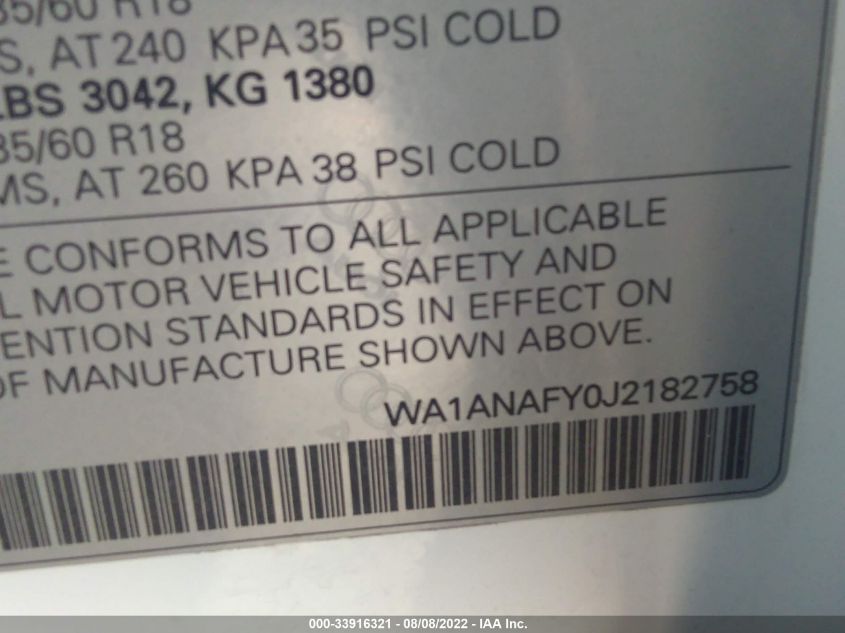 35/60 R18
S, AT 240 KPA 35 PSI COLD
LBS 3042, KG 1380
35/60 R18
MS, AT 260 KPA 38 PSI COLD
E CONFORMS TO ALL APPLICABLE
L MOTOR VEHICLE SAFETY AND
ENTION STANDARDS IN EFFECT ON
OF MANUFACTURE SHOWN ABOVE.
WA1ANAFY0J2182758
000-33916321 - 08/08/2022 - IAA Inc.